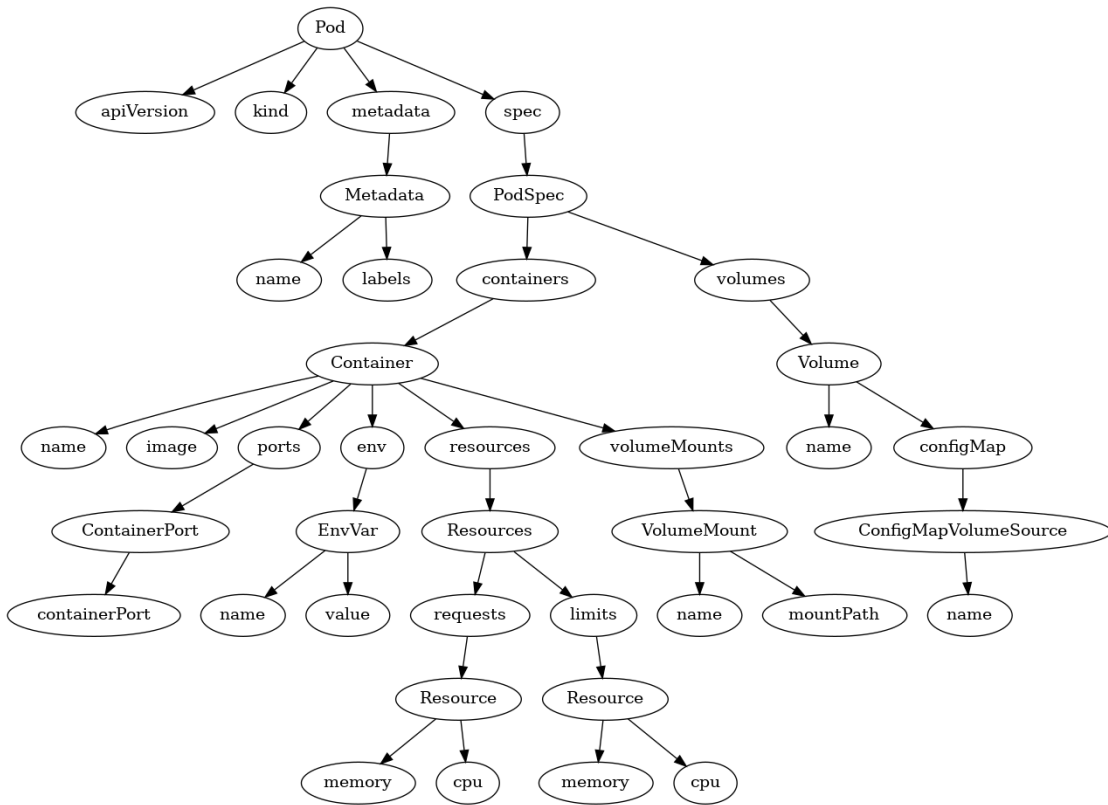 Pod
apiVersion
kind
metadata
spec
Metadata
PodSpec
name
labels
containers
volumes
Container
Volume
name
image
ports
env
resources
volumeMounts
name
configMap
ContainerPort
EnvVar
Resources
VolumeMount
ConfigMapVolumeSource
containerPort
name
value
requests
limits
name
mountPath
name
Resource
Resource
memory
cpu
memory
cpu